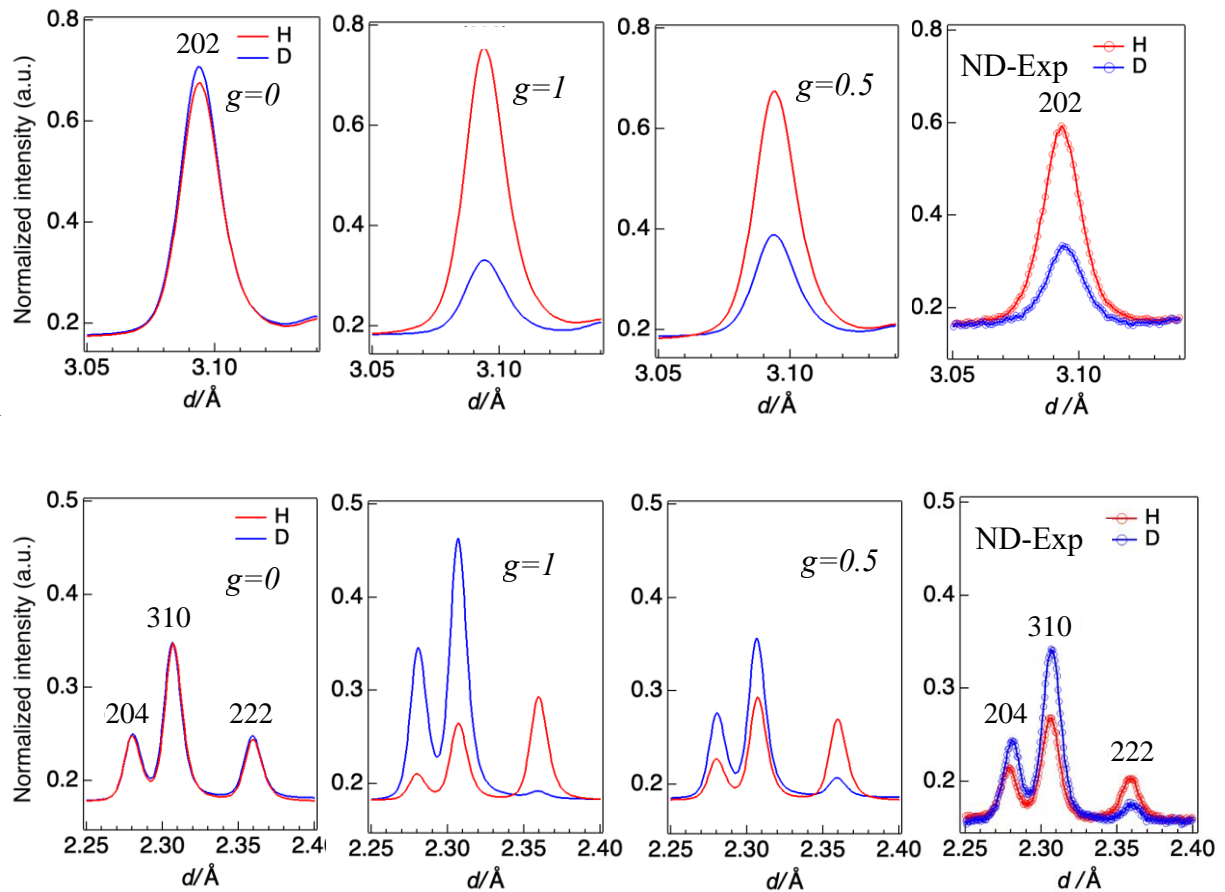 0.8
0.6
0.4
0.2
Normalized intensity (a.u.)
202
H
D
g=0
3.05
3.10
d/Å
0.8
0.6
0.4
0.2
g=1
3.05
3.10
d/Å
0.8
0.6
0.4
0.2
g=0.5
3.05
3.10
d/Å
0.8
0.6
0.4
0.2
H
D
ND-Exp
202
3.05
3.10
d/Å
0.5
0.4
0.3
0.2
Normalized intensity (a.u.)
H
D
g=0
310
204
222
2.25
2.30
2.35
2.40
d/Å
0.5
0.4
0.3
0.2
g=1
2.25
2.30
2.35
2.40
d/Å
0.5
0.4
0.3
0.2
g=0.5
2.25
2.30
2.35
2.40
d/Å
0.5
0.4
0.3
0.2
H
D
ND-Exp
310
204
222
2.25
2.30
2.35
2.40
d/Å